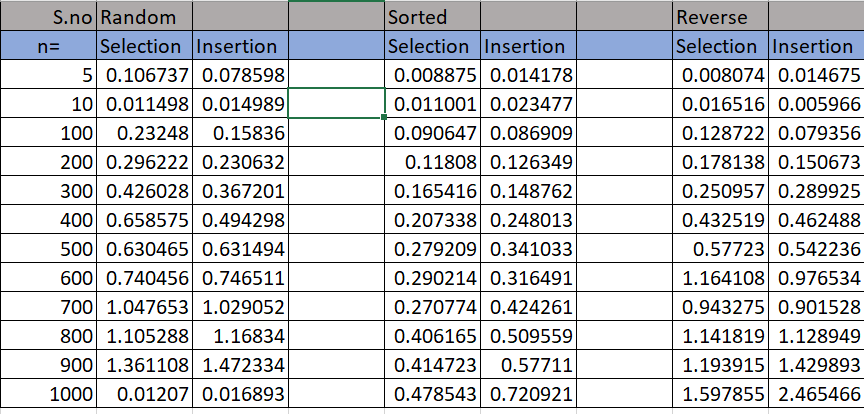 S.no Random Sorted Reverse
n= Selection Insertion Selection Insertion Selection Insertion
5 0.106737 0.078598 0.008875 0.014178 0.008074 0.014675
10 0.011498 0.014989 0.011001 0.023477 0.016516 0.005966
100 0.23248 0.15836 0.090647 0.086909 0.128722 0.079356
200 0.296222 0.230632 0.11808 0.126349 0.178138 0.150673
300 0.426028 0.367201 0.165416 0.148762 0.250957 0.289925
400 0.658575 0.494298 0.207338 0.248013 0.432519 0.462488
500 0.630465 0.631494 0.279209 0.341033 0.57723 0.542236
600 0.740456 0.746511 0.290214 0.316491 1.164108 0.976534
700 1.047653 1.029052 0.270774 0.424261 0.943275 0.901528
800 1.105288 1.16834 0.406165 0.509559 1.141819 1.128949
900 1.361108 1.472334 0.414723 0.57711 1.193915 1.429893
1000 0.01207 0.016893 0.478543 0.720921 1.597855 2.465466